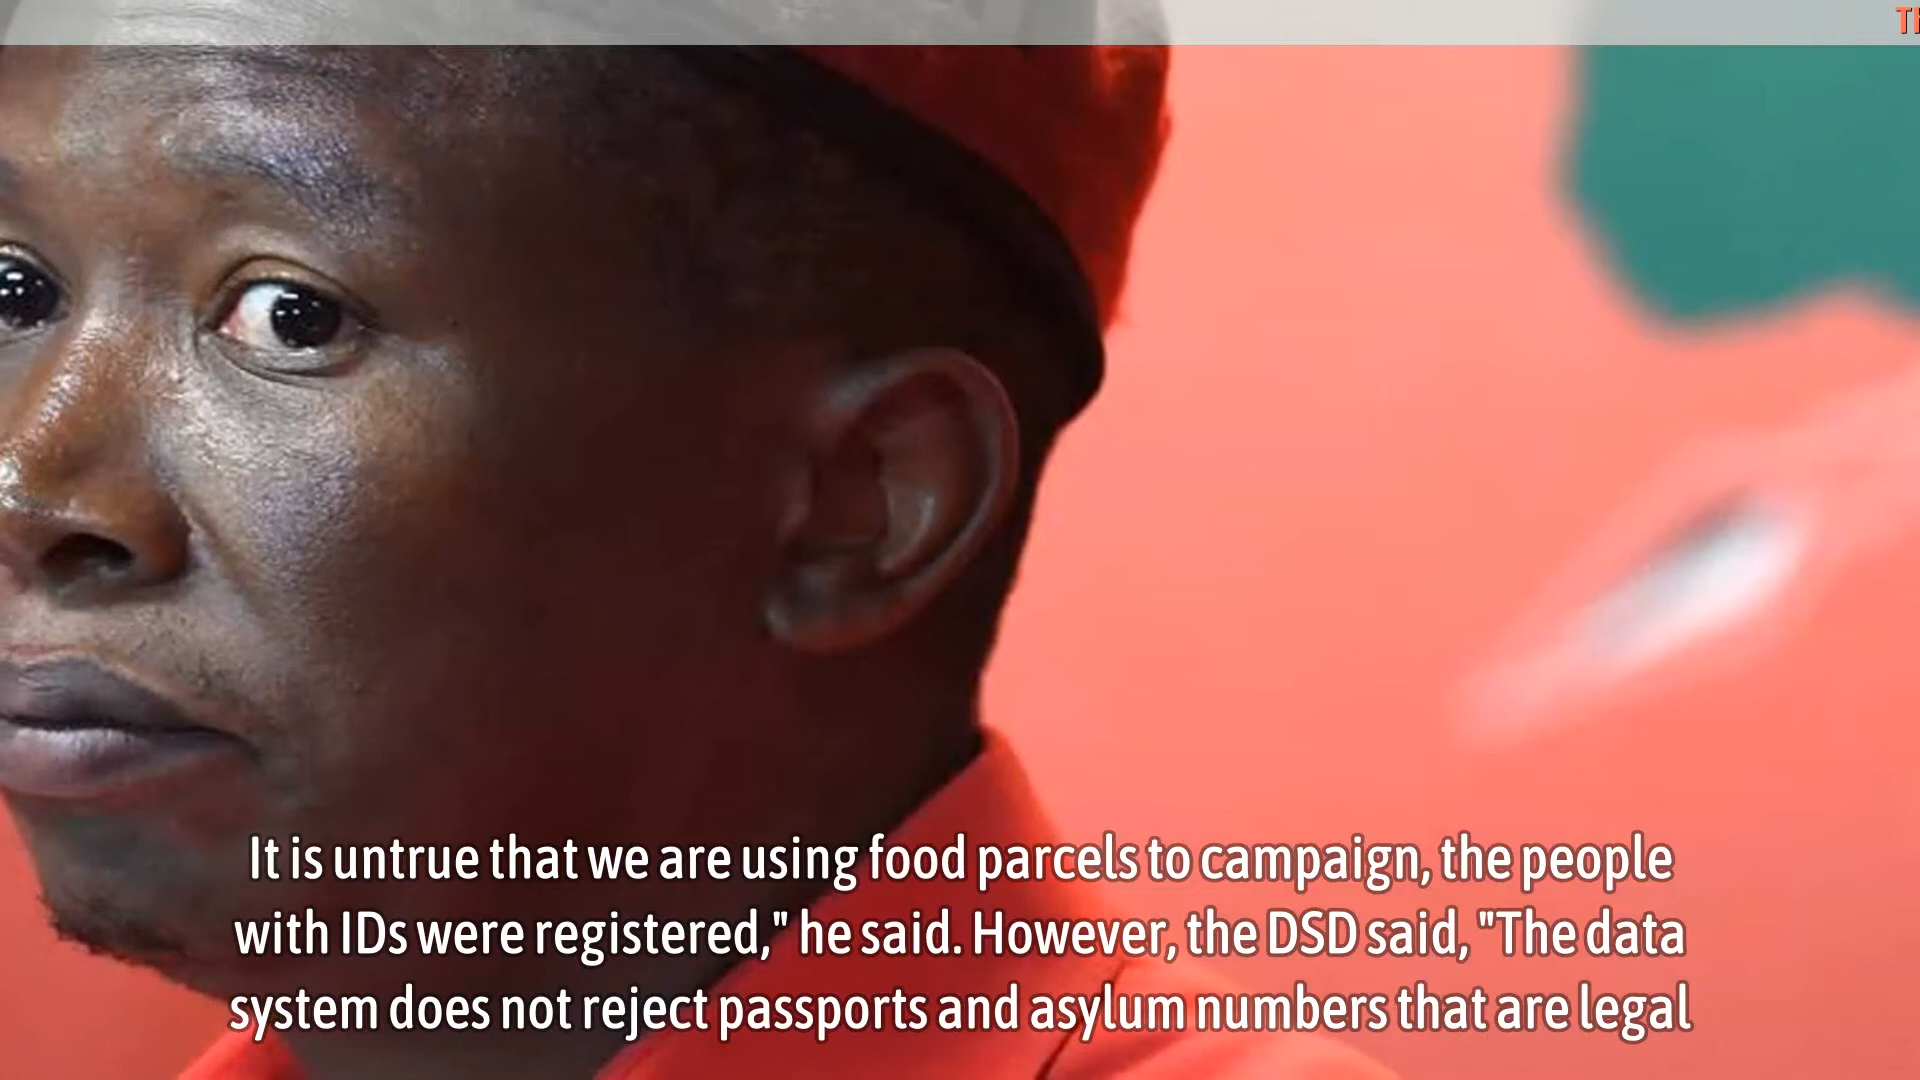 Th
It is untrue that we are using food parcels to campaign, the people
with IDs were registered," he said. However, the DSD said, "The data
system does not reject passports and asylum numbers that are legal